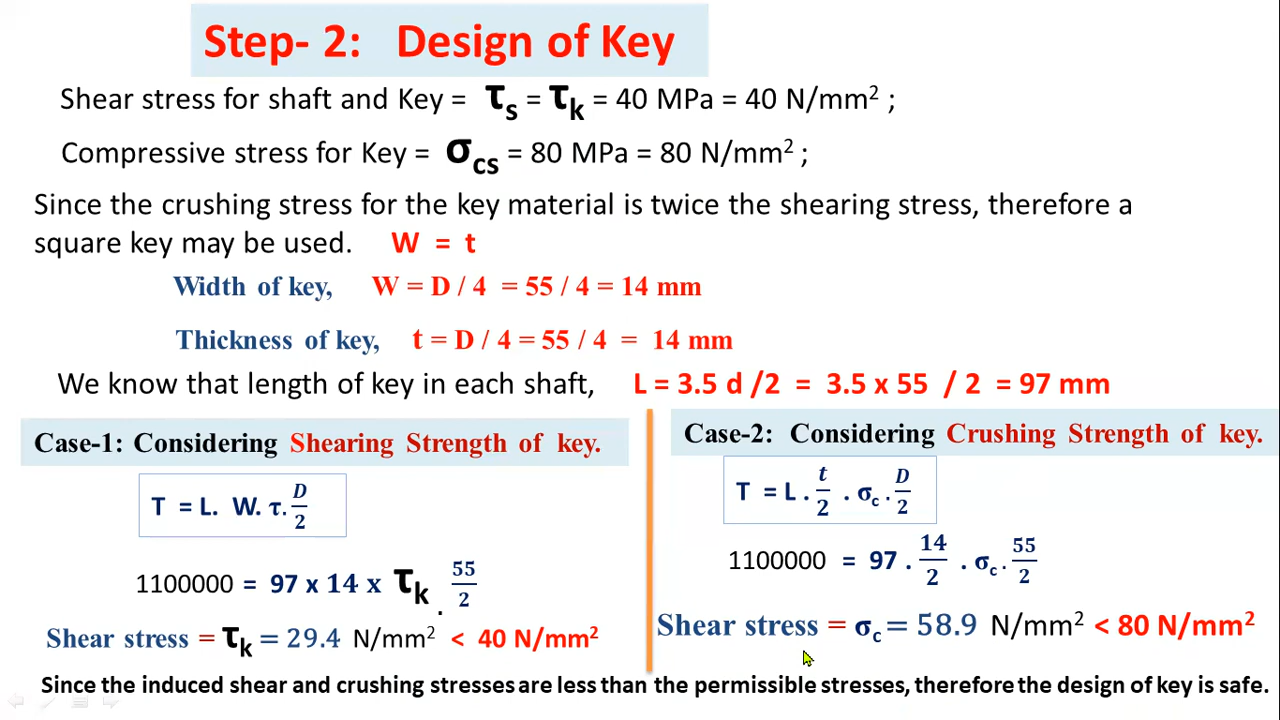 Step- 2: Design of Key
Shear stress for shaft and Key = τs = τk = 40 MPa = 40 N/mm² ;
Compressive stress for Key = σcs = 80 MPa = 80 N/mm² ;
Since the crushing stress for the key material is twice the shearing stress, therefore a
square key may be used. W = t
Width of key, W = D / 4 = 55 / 4 = 14 mm
Thickness of key, t = D / 4 = 55 / 4 = 14 mm
We know that length of key in each shaft, L = 3.5 d /2 = 3.5 x 55 / 2 = 97 mm
Case-1: Considering Shearing Strength of key.
T = L. W. τ. D/2
1100000 = 97 x 14 x τk . 55/2
Shear stress = τk = 29.4 N/mm² < 40 N/mm²
Case-2: Considering Crushing Strength of key.
T = L . t/2 . σc . D/2
1100000 = 97 . 14/2 . σc . 55/2
Shear stress = σc = 58.9 N/mm² < 80 N/mm²
Since the induced shear and crushing stresses are less than the permissible stresses, therefore the design of key is safe.